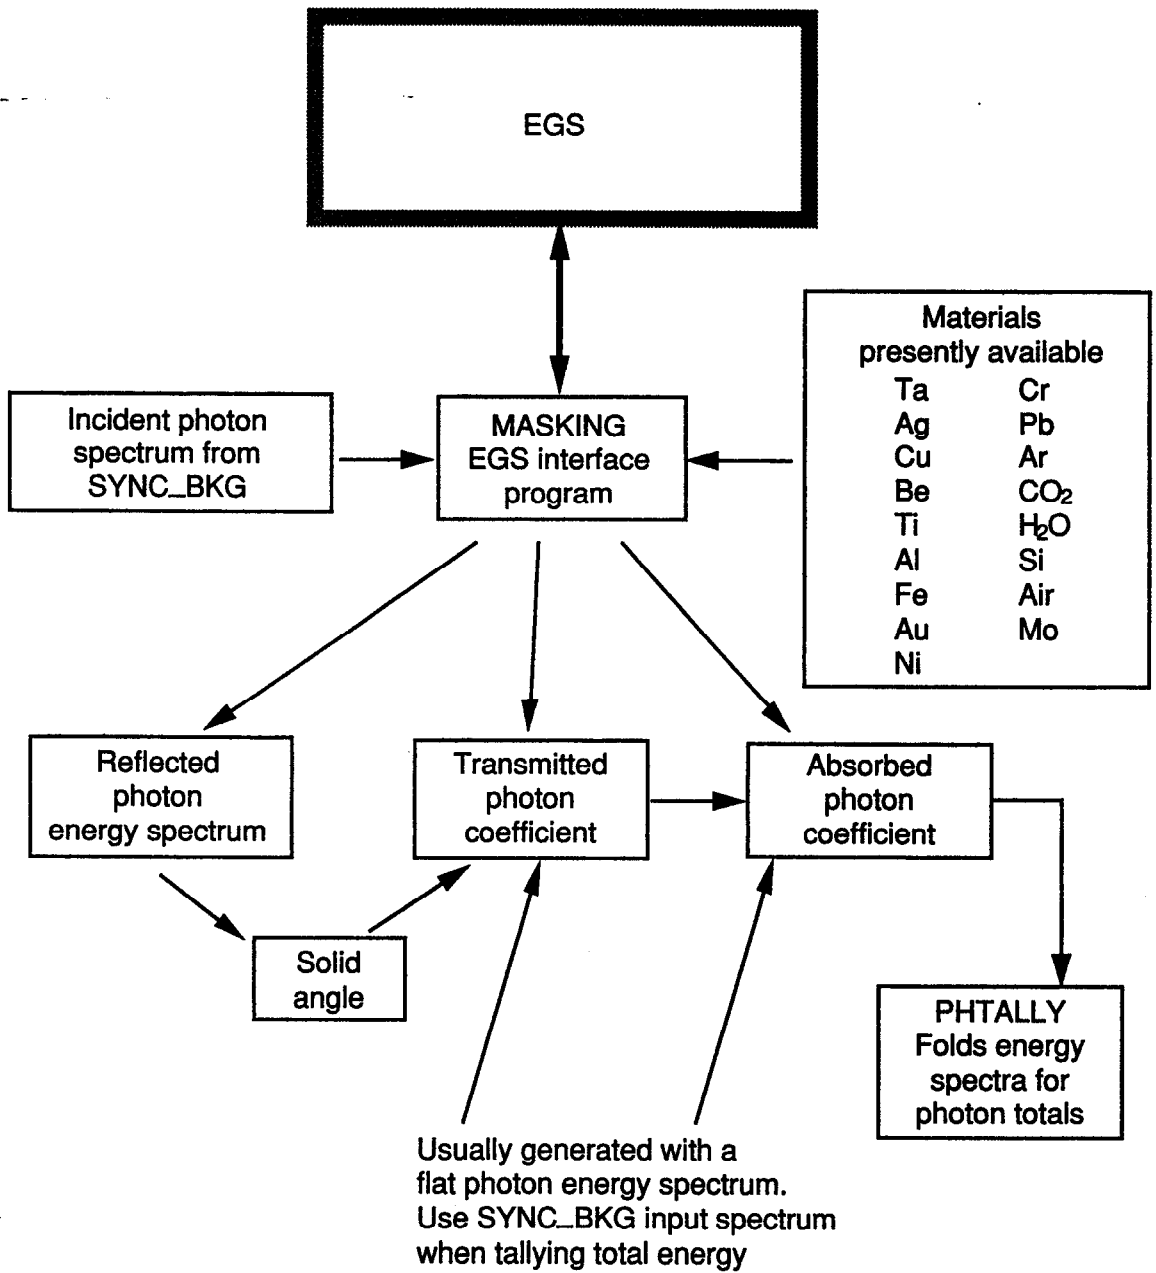 EGS
Materials
presently available
Ta Cr
Ag Pb
Cu Ar
Be CO₂
Ti H₂O
Al Si
Fe Air
Au Mo
Ni
Incident photon
spectrum from
SYNC_BKG
MASKING
EGS interface
program
Reflected
photon
energy spectrum
Transmitted
photon
coefficient
Absorbed
photon
coefficient
Solid
angle
PHTALLY
Folds energy
spectra for
photon totals
Usually generated with a
flat photon energy spectrum.
Use SYNC_BKG input spectrum
when tallying total energy